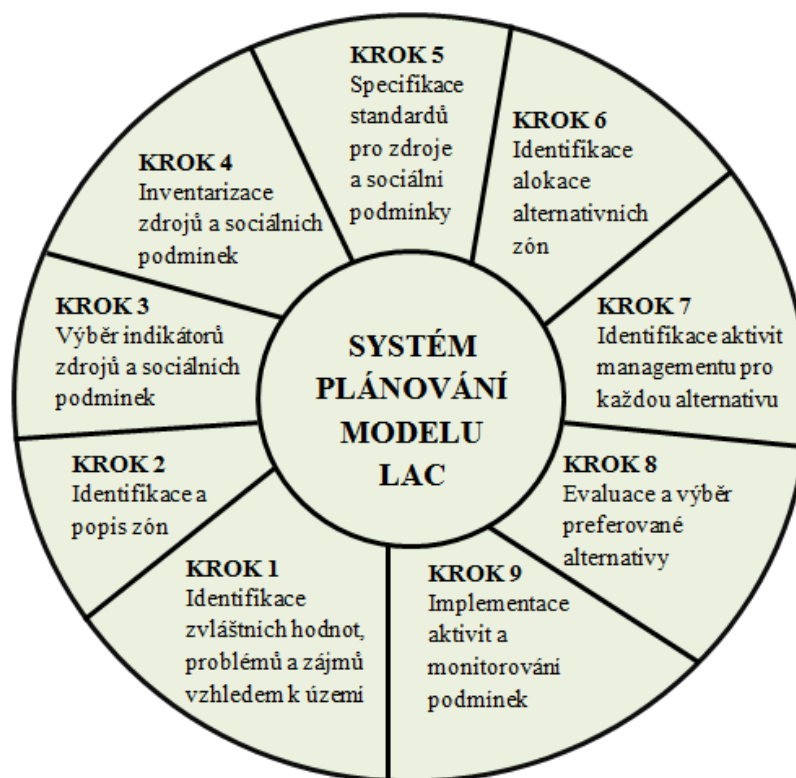 SYSTÉM
PLÁNOVÁNÍ
MODELU
LAC
KROK 1
Identifikace
zvláštních hodnot,
problémů a zájmů
vzhledem k území
KROK 2
Identifikace a
popis zón
KROK 3
Výběr indikátorů
zdrojů a sociálních
podmínek
KROK 4
Inventarizace
zdrojů a sociálních
podmínek
KROK 5
Specifikace
standardů
pro zdroje
a sociální
podmínky
KROK 6
Identifikace
alokace
alternativních
zón
KROK 7
Identifikace aktivit
managementu pro
každou alternativu
KROK 8
Evaluace a výběr
preferované
alternativy
KROK 9
Implementace
aktivit a
monitorování
podmínek